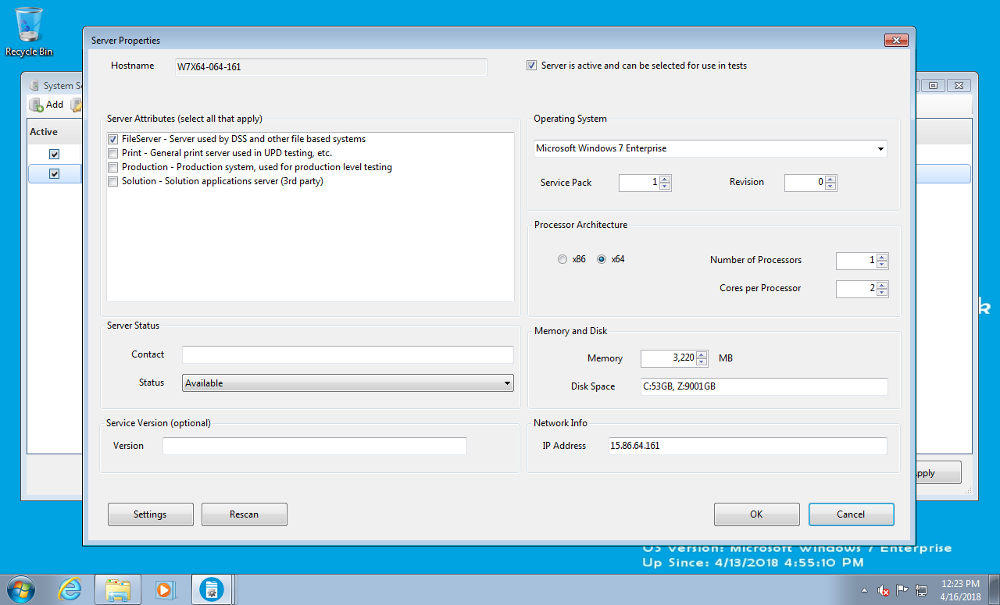 Recycle Bin
Server Properties
Hostname
W7X64-064-161
Server is active and can be selected for use in tests
System S
Add
Active
Server Attributes (select all that apply)
FileServer - Server used by DSS and other file based systems
Print - General print server used in UPD testing, etc.
Production - Production system, used for production level testing
Solution - Solution applications server (3rd party)
Operating System
Microsoft Windows 7 Enterprise
Service Pack
1
Revision
0
Processor Architecture
x86
x64
Number of Processors
1
Cores per Processor
2
Server Status
Contact
Status
Available
Memory and Disk
Memory
3,220
MB
Disk Space
C:53GB, Z:9001GB
Service Version (optional)
Version
Network Info
IP Address
15.86.64.161
Settings
Rescan
OK
Cancel
pply
k
OS Version: Microsoft Windows 7 Enterprise
Up Since: 4/13/2018 4:55:10 PM
12:23 PM
4/16/2018